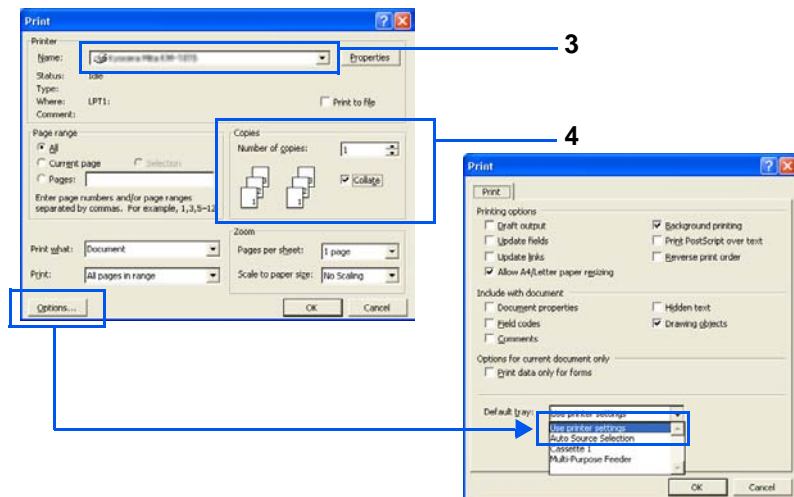 Print
Printer
Name:
Properties
Status: Idle
Type:
Where: LPT1:
Comment:
Print to file
3
Page range
All
Current page
Selection
Pages:
Enter page numbers and/or page ranges
separated by commas. For example, 1,3,5–12
Copies
Number of copies: 1
Collate
1 2 3
1 2 3
4
Print what: Document
Print: All pages in range
Zoom
Pages per sheet: 1 page
Scale to paper size: No Scaling
Options...
OK
Cancel
Print
Print
Printing options
Draft output
Update fields
Update links
Allow A4/Letter paper resizing
Background printing
Print PostScript over text
Reverse print order
Include with document
Document properties
Field codes
Comments
Hidden text
Drawing objects
Options for current document only
Print data only for forms
Default tray: Use printer settings
Use printer settings
Auto Source Selection
Cassette 1
Multi-Purpose Feeder
OK
Cancel